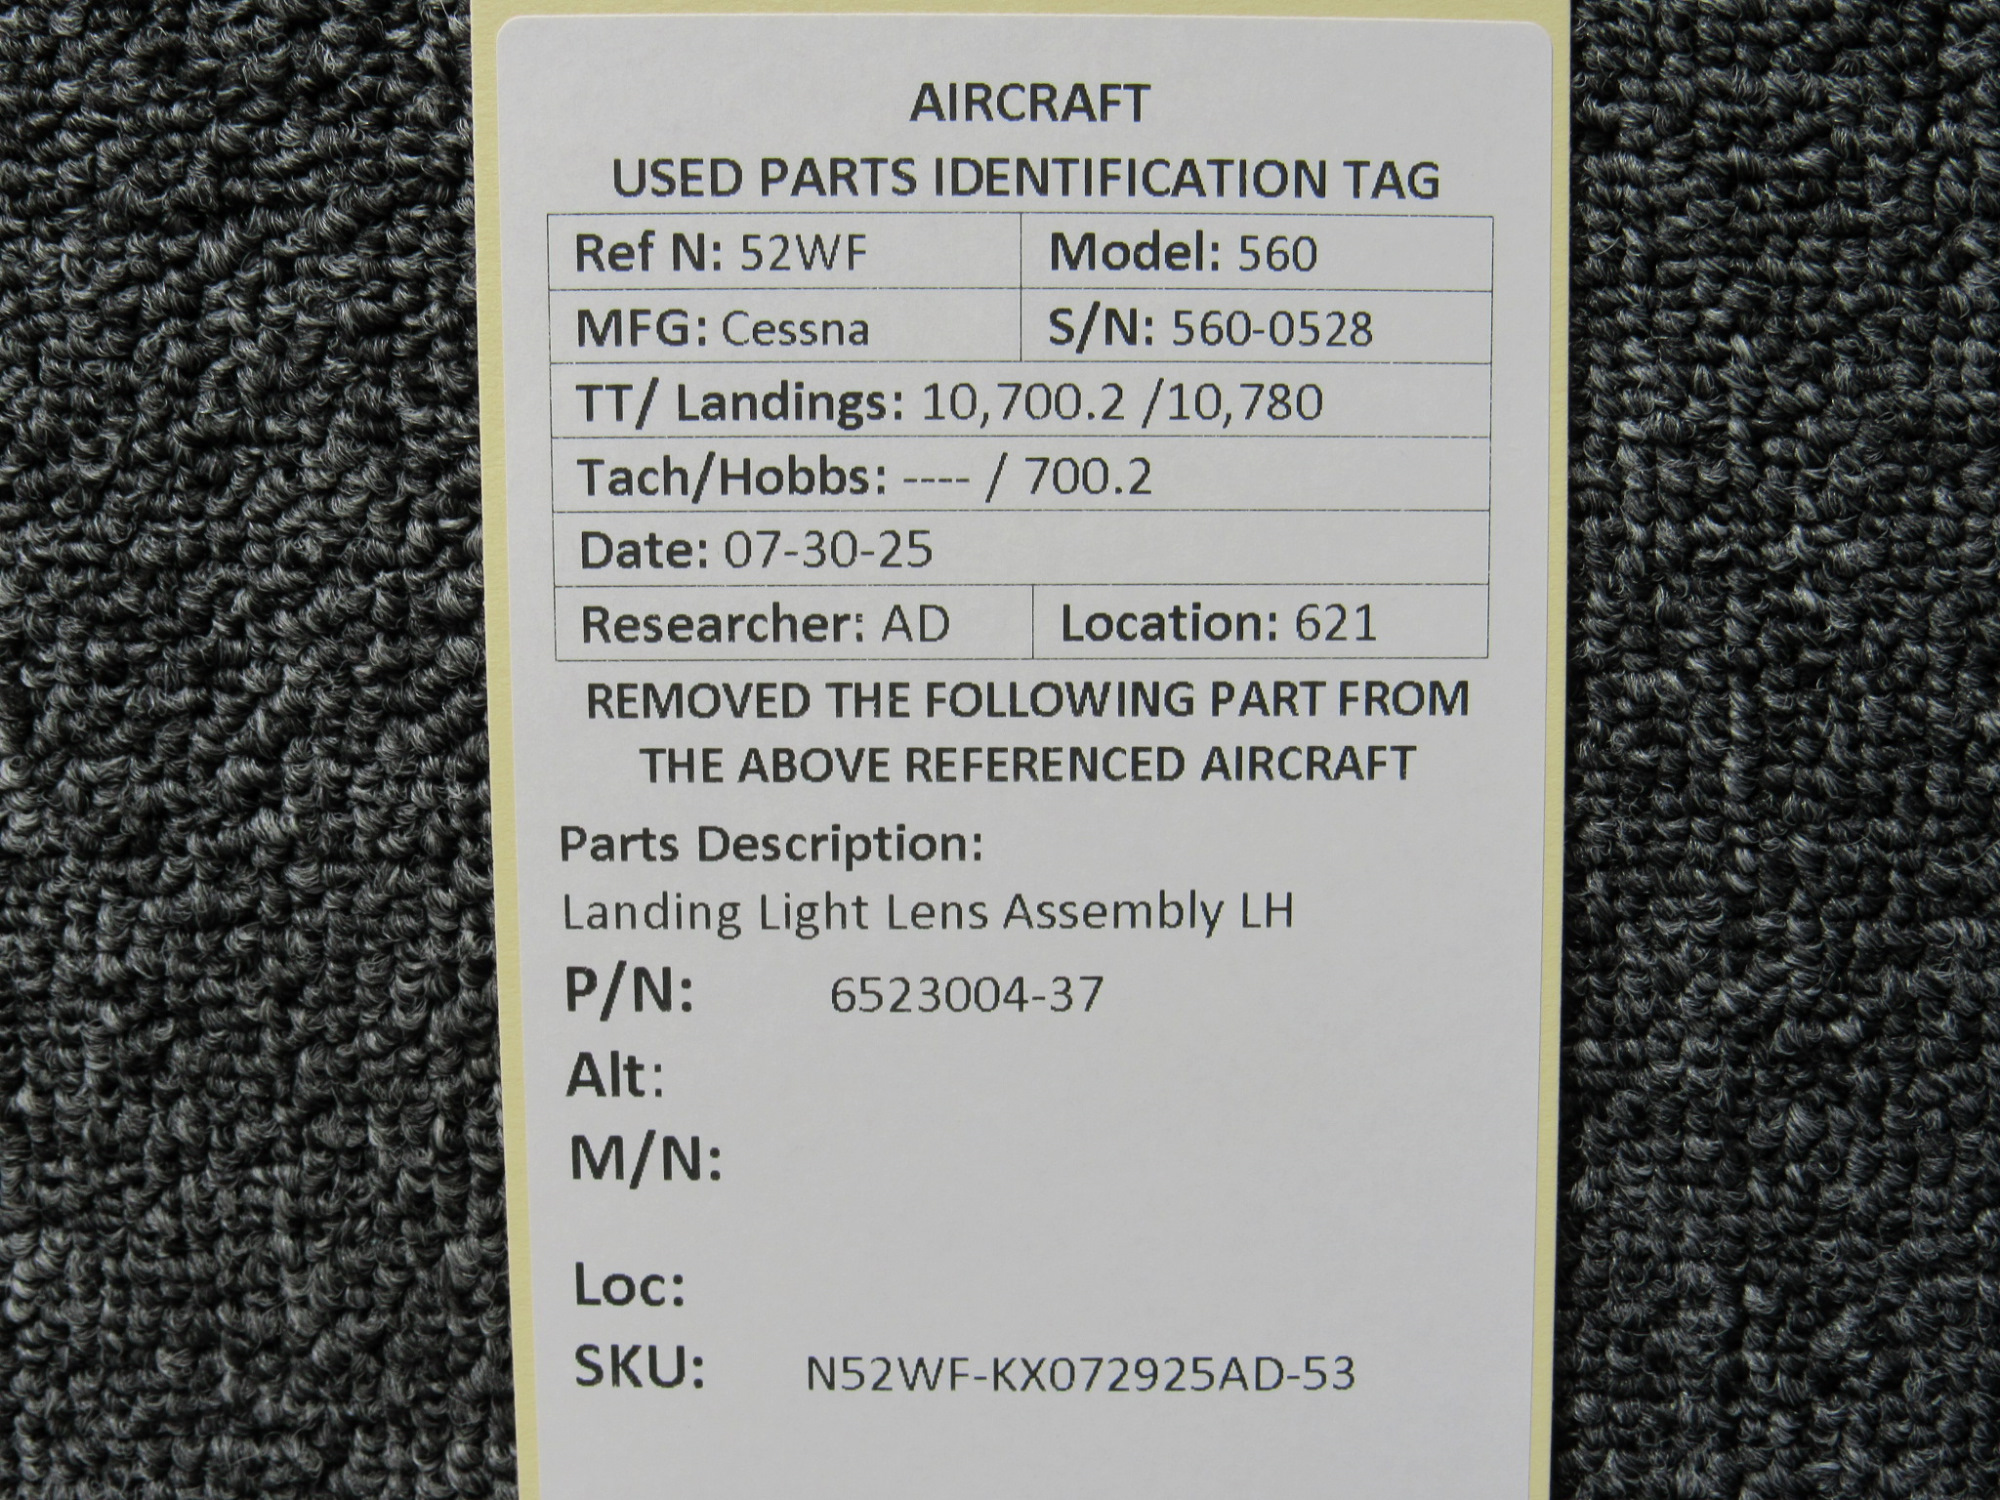 AIRCRAFT
USED PARTS IDENTIFICATION TAG
Ref N: 52WF Model: 560
MFG: Cessna S/N: 560-0528
TT/ Landings: 10,700.2 /10,780
Tach/Hobbs: ---- / 700.2
Date: 07-30-25
Researcher: AD Location: 621
REMOVED THE FOLLOWING PART FROM
THE ABOVE REFERENCED AIRCRAFT
Parts Description:
Landing Light Lens Assembly LH
P/N: 6523004-37
Alt:
M/N:
Loc:
SKU: N52WF-KX072925AD-53